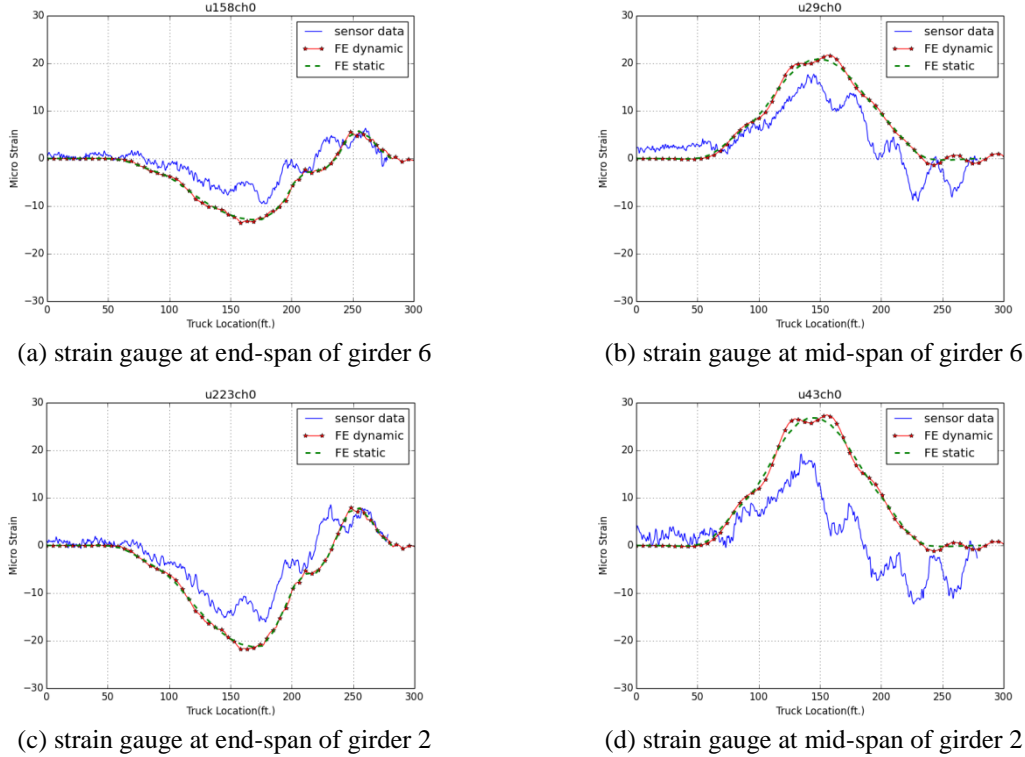 u158ch0
30
20
10
0
−10
−20
−30
Micro Strain
sensor data
FE dynamic
FE static
0 50 100 150 200 250 300
Truck Location(ft.)
(a) strain gauge at end-span of girder 6
u29ch0
30
20
10
0
−10
−20
−30
Micro Strain
sensor data
FE dynamic
FE static
0 50 100 150 200 250 300
Truck Location(ft.)
(b) strain gauge at mid-span of girder 6
u223ch0
30
20
10
0
−10
−20
−30
Micro Strain
sensor data
FE dynamic
FE static
0 50 100 150 200 250 300
Truck Location(ft.)
(c) strain gauge at end-span of girder 2
u43ch0
30
20
10
0
−10
−20
−30
Micro Strain
sensor data
FE dynamic
FE static
0 50 100 150 200 250 300
Truck Location(ft.)
(d) strain gauge at mid-span of girder 2